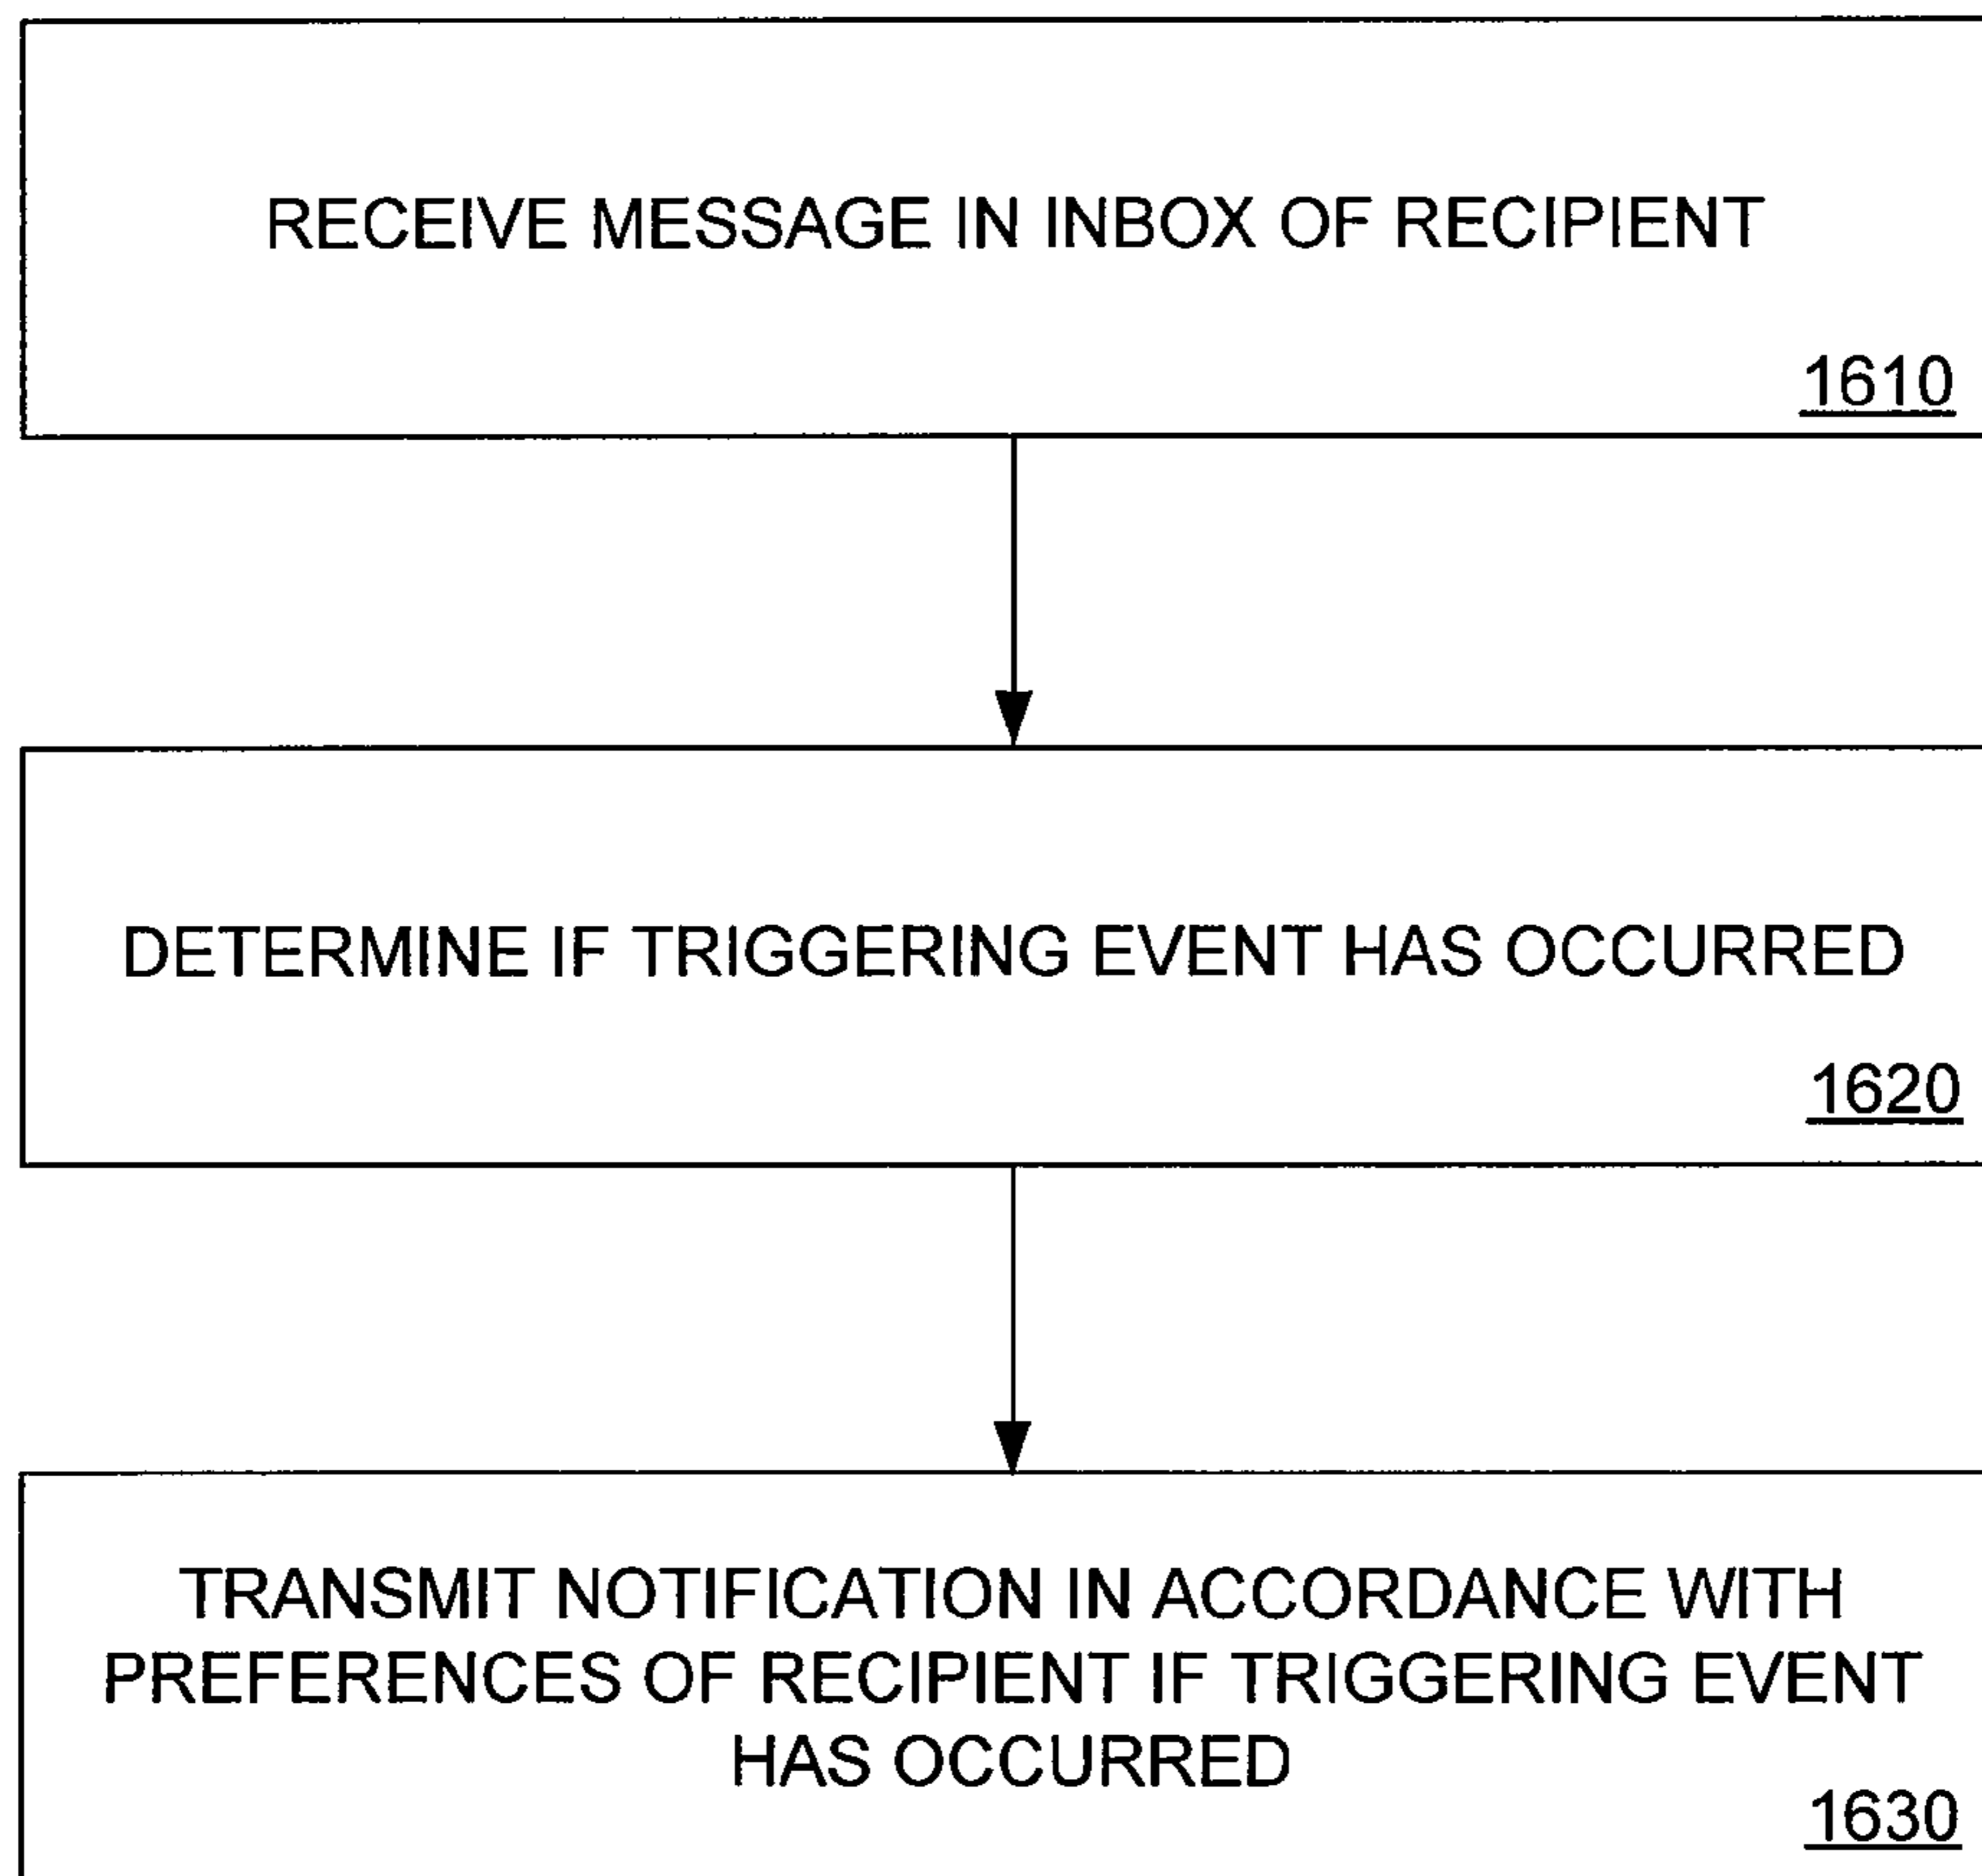 RECEIVE MESSAGE IN INBOX OF RECIPIENT
1610
DETERMINE IF TRIGGERING EVENT HAS OCCURRED
1620
TRANSMIT NOTIFICATION IN ACCORDANCE WITH
PREFERENCES OF RECIPIENT IF TRIGGERING EVENT
HAS OCCURRED
1630